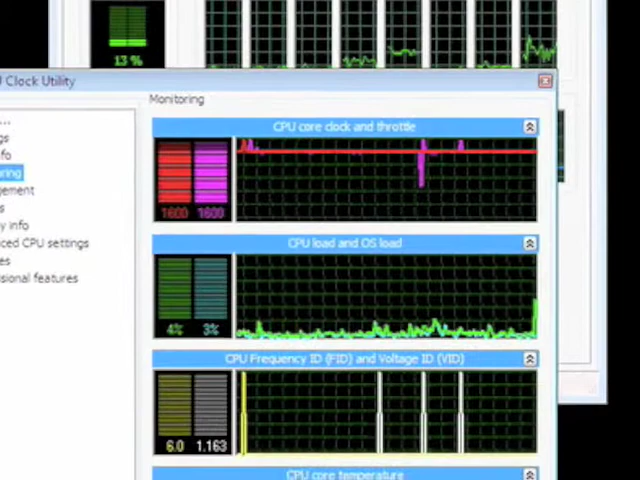 13 %
Clock Utility
Monitoring
CPU core clock and throttle
1600 1600
CPU load and OS load
4% 3%
CPU Frequency ID (FID) and Voltage ID (VID)
6.0 1.163
CPU core temperature
...
gs
fo
ring
gement
s
y info
ced CPU settings
es
sional features